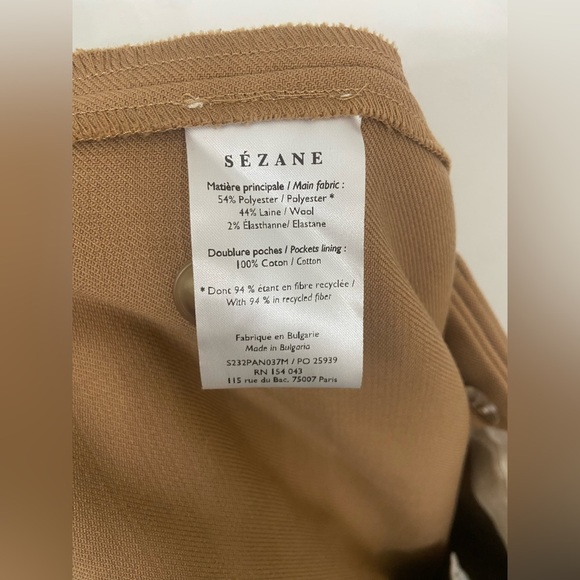 SÉZANE
Matière principale / Main fabric :
54% Polyester / Polyester *
44% Laine / Wool
2% Élasthanne/ Elastane
Doublure poches / Pockets lining :
100% Coton / Cotton
* Dont 94 % étant en fibre recyclée /
With 94 % in recycled fiber
Fabrique en Bulgarie
Made in Bulgaria
S232PAN037M / PO 25939
RN 154 043
115 rue du Bac, 75007 Paris